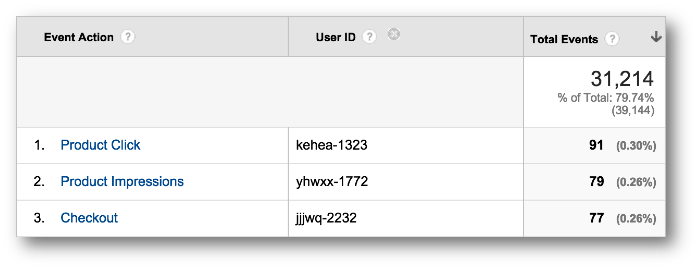 Event Action ? User ID ? Total Events ?
31,214
% of Total: 79.74%
(39,144)
1. Product Click kehea-1323 91 (0.30%)
2. Product Impressions yhwxx-1772 79 (0.26%)
3. Checkout jjjwq-2232 77 (0.26%)